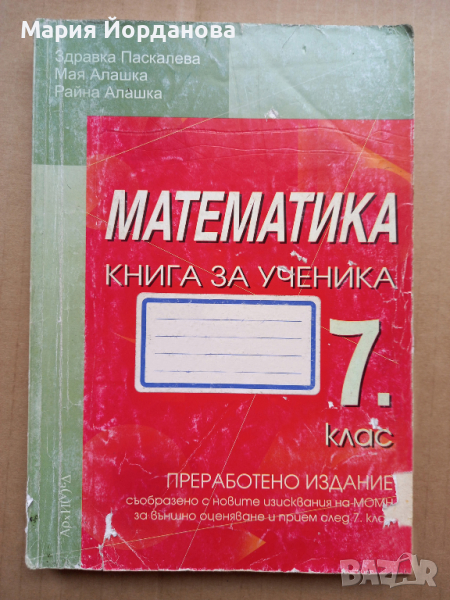 Мария Йорданова
Здравка Паскалева
Мая Алашка
Райна Алашка
МАТЕМАТИКА
КНИГА ЗА УЧЕНИКА
7.
клас
ПРЕРАБОТЕНО ИЗДАНИЕ
съобразено с новите изисквания на МОМН
за външно оценяване и прием след 7. клас
BAZAR